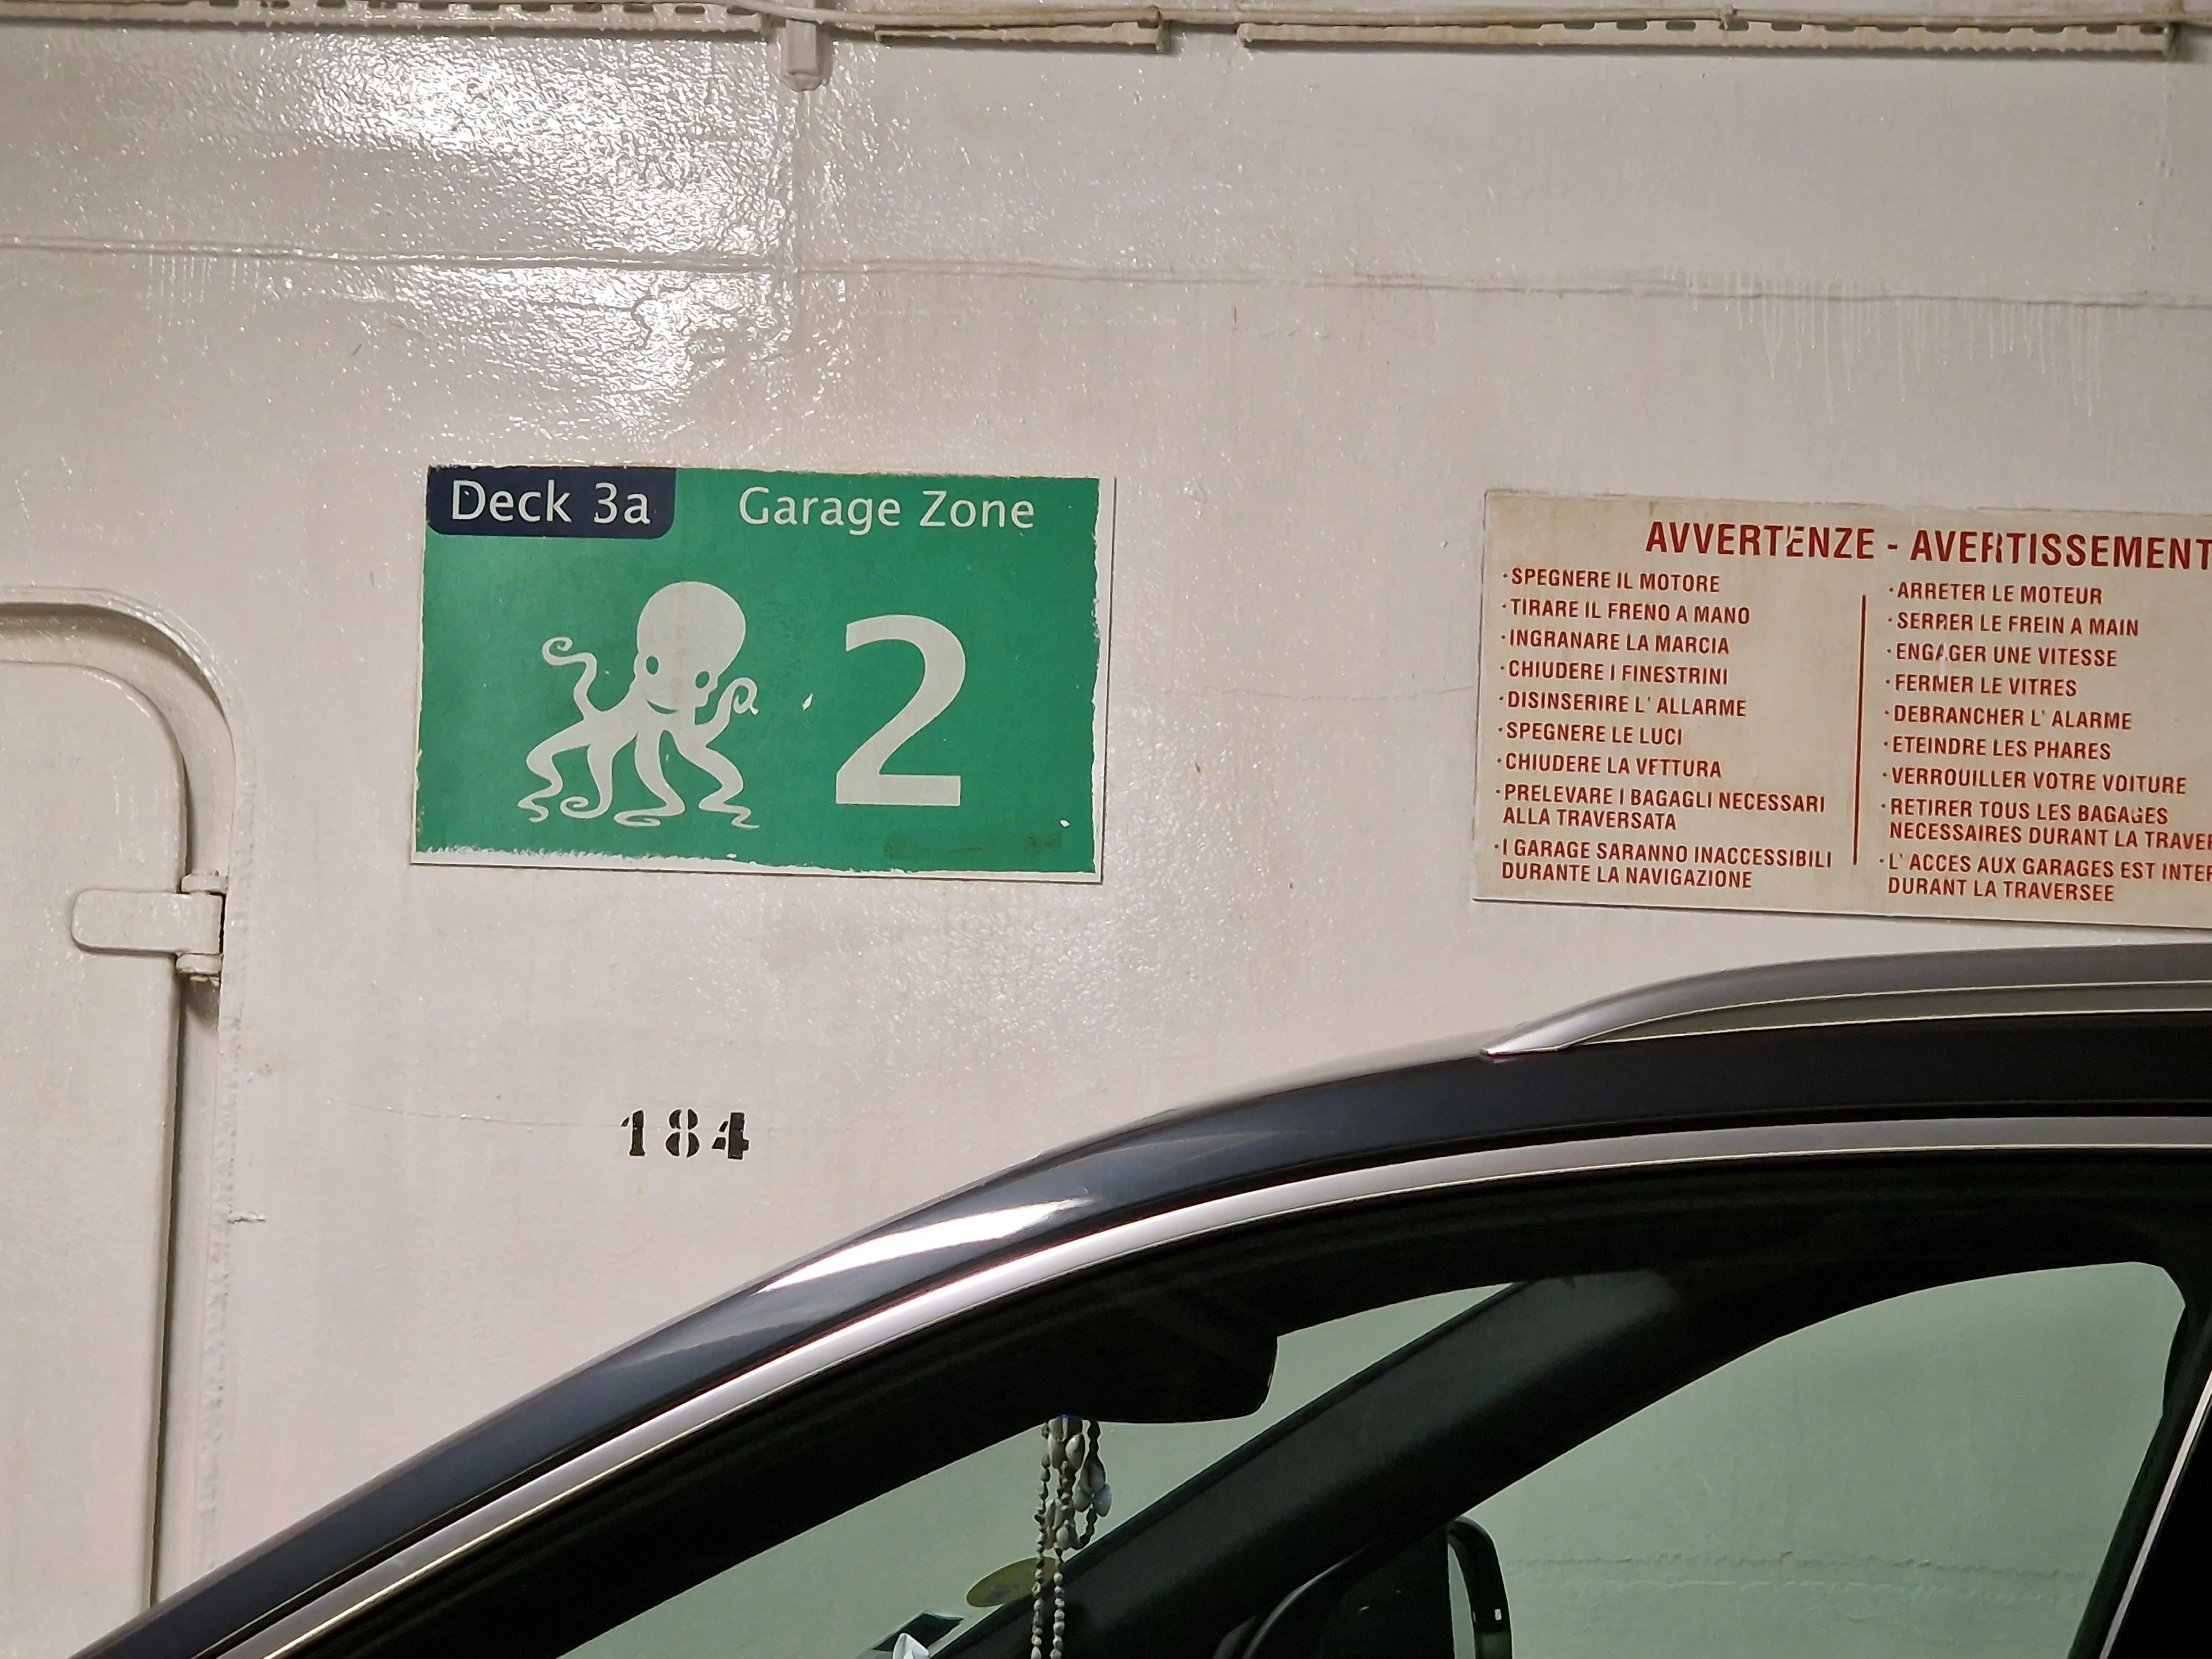 Deck 3a
Garage Zone
2
AVVERTENZE - AVERTISSEMENT
·SPEGNERE IL MOTORE
·TIRARE IL FRENO A MANO
·INGRANARE LA MARCIA
·CHIUDERE I FINESTRINI
·DISINSERIRE L' ALLARME
·SPEGNERE LE LUCI
·CHIUDERE LA VETTURA
·PRELEVARE I BAGAGLI NECESSARI
ALLA TRAVERSATA
·I GARAGE SARANNO INACCESSIBILI
DURANTE LA NAVIGAZIONE
·ARRETER LE MOTEUR
·SERRER LE FREIN A MAIN
·ENGAGER UNE VITESSE
·FERMER LE VITRES
·DEBRANCHER L' ALARME
·ETEINDRE LES PHARES
·VERROUILLER VOTRE VOITURE
·RETIRER TOUS LES BAGAGES
NECESSAIRES DURANT LA
·L' ACCES AUX GARAGES EST
DURANT LA TRAVERSEE
184